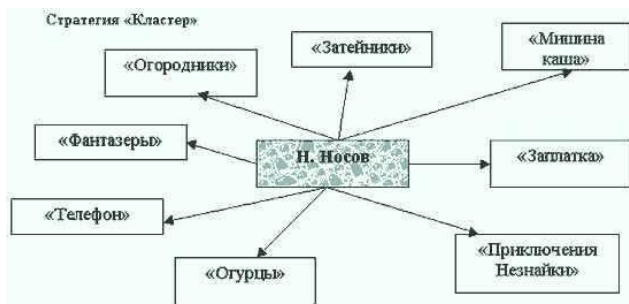 Стратегия «Кластер»
«Затейники»
«Мишина
каша»
«Огородники»
«Фантазеры»
Н. Носов
«Заплатка»
«Телефон»
«Огурцы»
«Приключения
Незнайки»